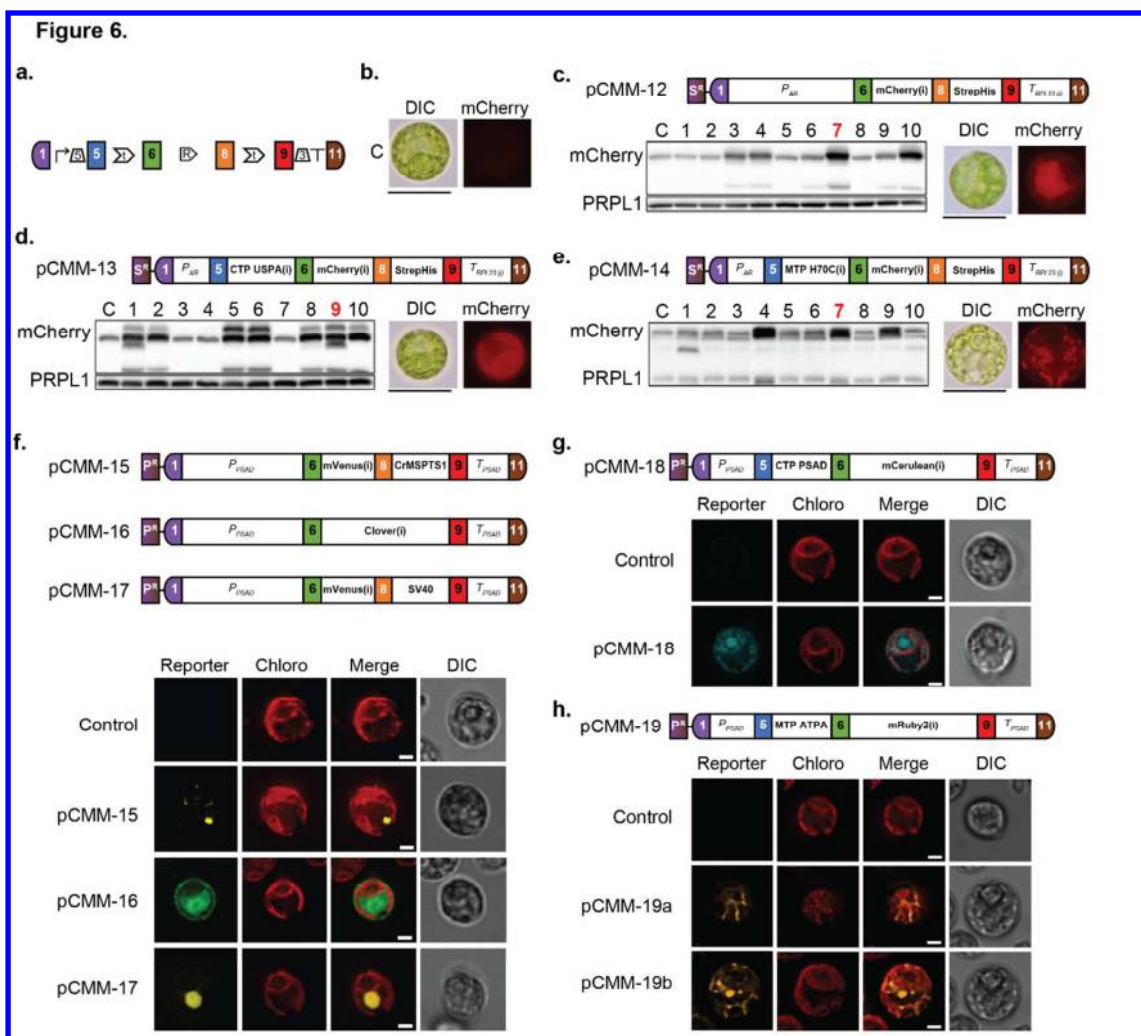 Figure 6.
a.
1 5 5 t 6 R 8 t 9 3 11
b.
DIC mCherry
C
c.
pCMM-12 S^R 1 P_AR 6 mCherry(i) 8 StrepHis 9 T_RPL23(i) 11
C 1 2 3 4 5 6 7 8 9 10
DIC mCherry
mCherry
PRPL1
d.
pCMM-13 S^R 1 P_AR 5 CTP USPA(i) 6 mCherry(i) 8 StrepHis 9 T_RPL23(i) 11
C 1 2 3 4 5 6 7 8 9 10
DIC mCherry
mCherry
PRPL1
e.
pCMM-14 S^R 1 P_AR 5 MTP H70C(i) 6 mCherry(i) 8 StrepHis 9 T_RPL23(i) 11
C 1 2 3 4 5 6 7 8 9 10
DIC mCherry
mCherry
PRPL1
f.
pCMM-15 P^R 1 P_PSAD 6 mVenus(i) 8 CrMSPTS1 9 T_PSAD 11
pCMM-16 P^R 1 P_PSAD 6 Clover(i) 9 T_PSAD 11
pCMM-17 P^R 1 P_PSAD 6 mVenus(i) 8 SV40 9 T_PSAD 11
Reporter Chloro Merge DIC
Control
pCMM-15
pCMM-16
pCMM-17
g.
pCMM-18 P^R 1 P_PSAD 5 CTP PSAD 6 mCerulean(i) 9 T_PSAD 11
Reporter Chloro Merge DIC
Control
pCMM-18
h.
pCMM-19 P^R 1 P_PSAD 5 MTP ATPA 6 mRuby2(i) 9 T_PSAD 11
Reporter Chloro Merge DIC
Control
pCMM-19a
pCMM-19b